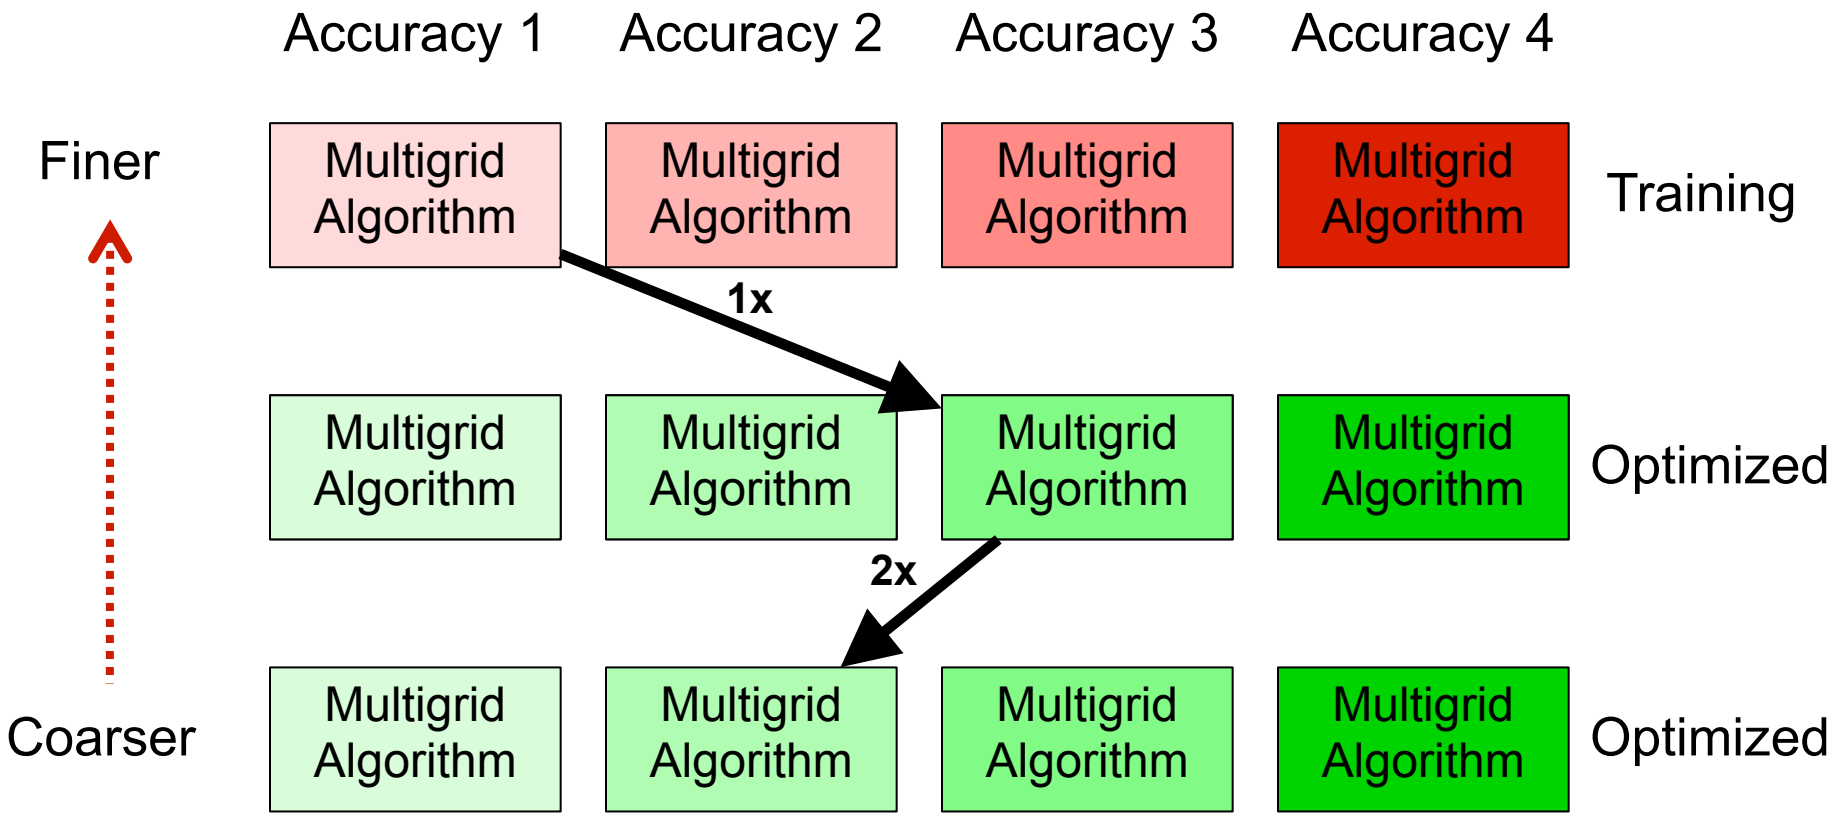 Accuracy 1 Accuracy 2 Accuracy 3 Accuracy 4
Finer
Multigrid Multigrid Multigrid Multigrid
Algorithm Algorithm Algorithm Algorithm
Training
1x
Multigrid Multigrid Multigrid Multigrid
Algorithm Algorithm Algorithm Algorithm
Optimized
2x
Coarser
Multigrid Multigrid Multigrid Multigrid
Algorithm Algorithm Algorithm Algorithm
Optimized